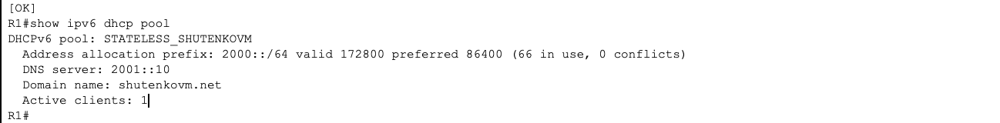 [OK]
R1#show ipv6 dhcp pool
DHCPv6 pool: STATELESS_SHUTENKOVM
  Address allocation prefix: 2000::/64 valid 172800 preferred 86400 (66 in use, 0 conflicts)
  DNS server: 2001::10
  Domain name: shutenkovm.net
  Active clients: 1
R1#